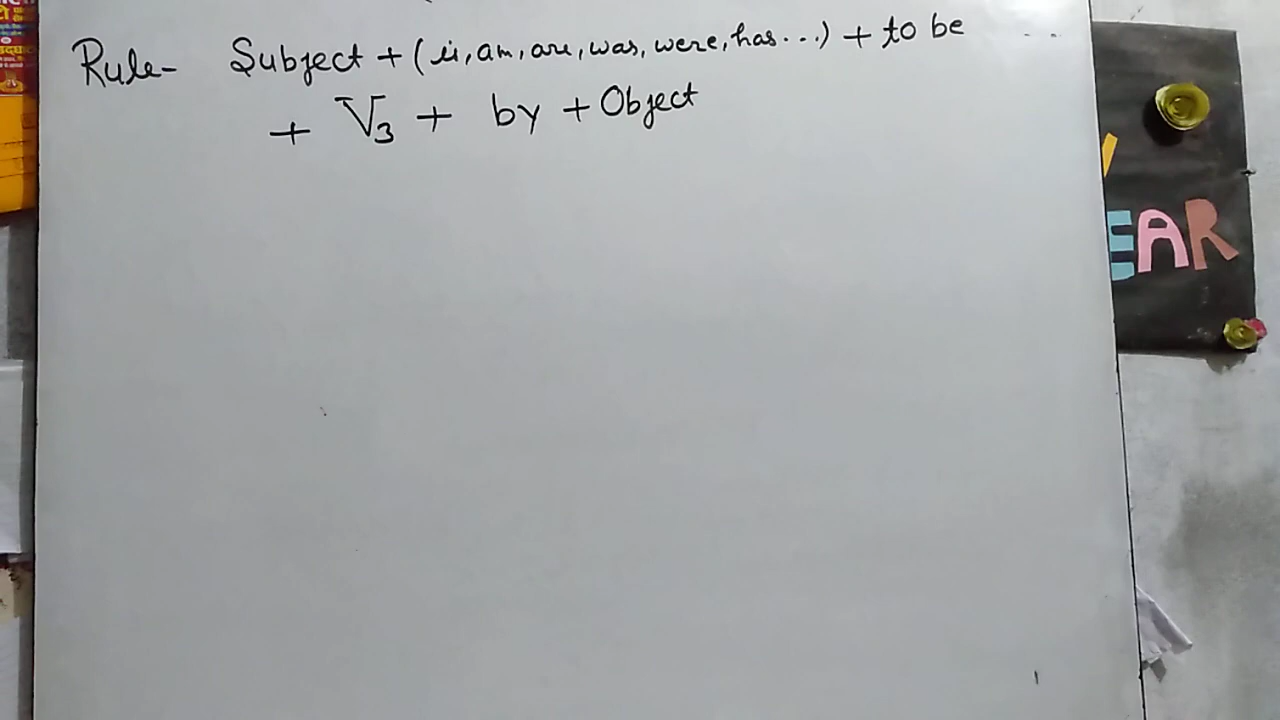 Rule- Subject + (is, am, are, was, were, has...) + to be
+ V3 + by + Object
EAR